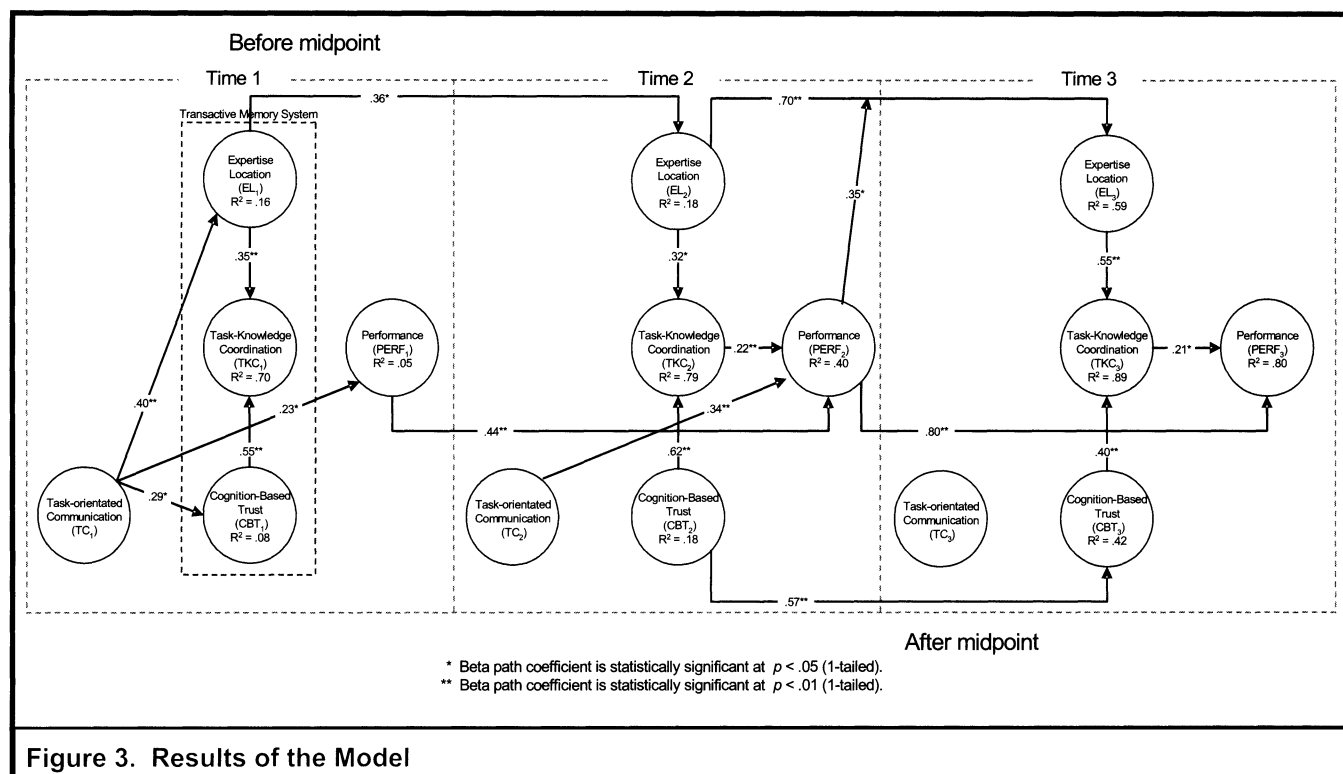 Before midpoint
Time 1
Time 2
Time 3
.36*
.70**
Transactive Memory System
Expertise
Location
(EL₁)
R² = .16
Expertise
Location
(EL₂)
R² = .18
Expertise
Location
(EL₃)
R² = .59
.35*
.35**
.32*
.55**
Task-Knowledge
Coordination
(TKC₁)
R² = .70
Performance
(PERF₁)
R² = .05
Task-Knowledge
Coordination
(TKC₂)
R² = .79
.22**
Performance
(PERF₂)
R² = .40
Task-Knowledge
Coordination
(TKC₃)
R² = .89
.21*
Performance
(PERF₃)
R² = .80
.40**
.23*
.34**
.44**
.80**
.55**
.62**
.40**
Task-orientated
Communication
(TC₁)
.29*
Cognition-Based
Trust
(CBT₁)
R² = .08
Task-orientated
Communication
(TC₂)
Cognition-Based
Trust
(CBT₂)
R² = .18
Task-orientated
Communication
(TC₃)
Cognition-Based
Trust
(CBT₃)
R² = .42
.57**
After midpoint
* Beta path coefficient is statistically significant at p < .05 (1-tailed).
** Beta path coefficient is statistically significant at p < .01 (1-tailed).
Figure 3. Results of the Model